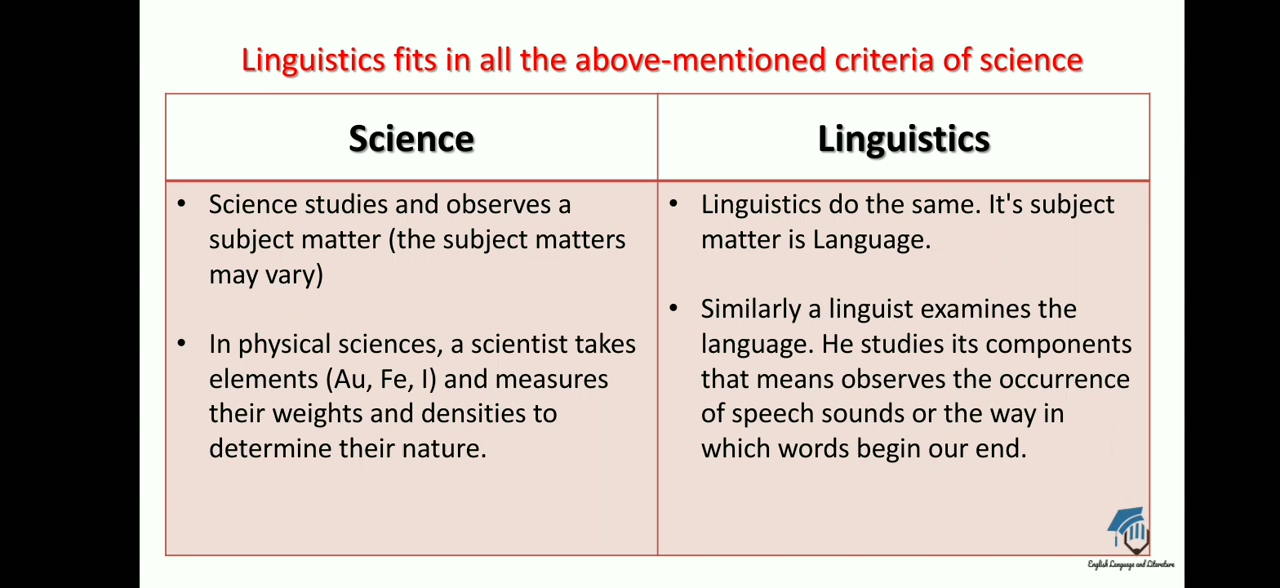 Linguistics fits in all the above-mentioned criteria of science
Science
Linguistics
• Science studies and observes a
subject matter (the subject matters
may vary)
• In physical sciences, a scientist takes
elements (Au, Fe, I) and measures
their weights and densities to
determine their nature.
• Linguistics do the same. It's subject
matter is Language.
• Similarly a linguist examines the
language. He studies its components
that means observes the occurrence
of speech sounds or the way in
which words begin our end.
English Language and Literature